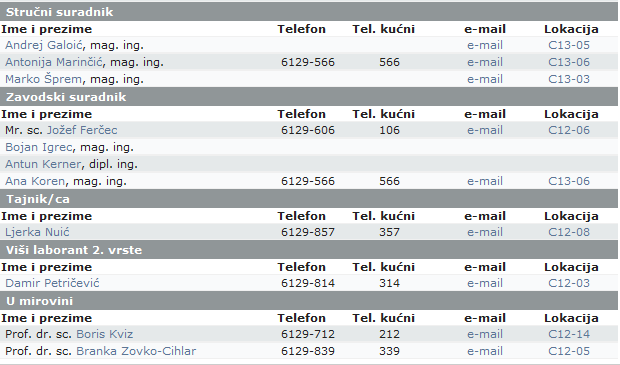 Stručni suradnik
Ime i prezime Telefon Tel. kućni e-mail Lokacija
Andrej Galoić, mag. ing. e-mail C13-05
Antonija Marinčić, mag. ing. 6129-566 566 e-mail C13-06
Marko Šprem, mag. ing. e-mail C13-03
Zavodski suradnik
Ime i prezime Telefon Tel. kućni e-mail Lokacija
Mr. sc. Jožef Ferčec 6129-606 106 e-mail C12-06
Bojan Igrec, mag. ing.
Antun Kerner, dipl. ing.
Ana Koren, mag. ing. 6129-566 566 e-mail C13-06
Tajnik/ca
Ime i prezime Telefon Tel. kućni e-mail Lokacija
Ljerka Nuić 6129-857 357 e-mail C12-08
Viši laborant 2. vrste
Ime i prezime Telefon Tel. kućni e-mail Lokacija
Damir Petričević 6129-814 314 e-mail C12-03
U mirovini
Ime i prezime Telefon Tel. kućni e-mail Lokacija
Prof. dr. sc. Boris Kviz 6129-712 212 e-mail C12-14
Prof. dr. sc. Branka Zovko-Cihlar 6129-839 339 e-mail C12-05